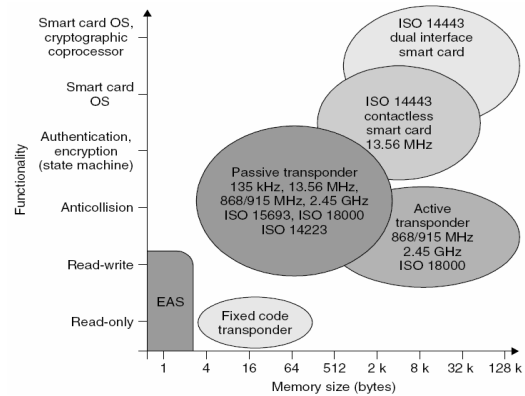 Smart card OS,
cryptographic
coprocessor
Smart card
OS
Authentication,
encryption
(state machine)
Anticollision
Read-write
Read-only
Functionality
ISO 14443
dual interface
smart card
ISO 14443
contactless
smart card
13.56 MHz
Passive transponder
135 kHz, 13.56 MHz,
868/915 MHz, 2.45 GHz
ISO 15693, ISO 18000
ISO 14223
Active
transponder
868/915 MHz
2.45 GHz
ISO 18000
EAS
Fixed code
transponder
1 4 16 64 512 2 k 8 k 32 k 128 k
Memory size (bytes)